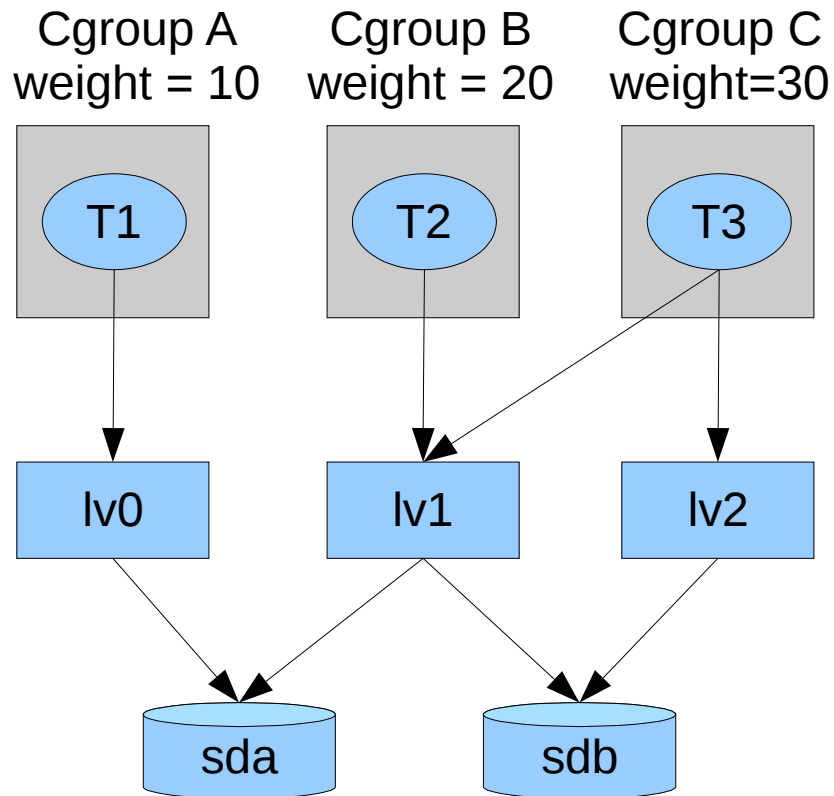 Cgroup A
weight = 10
Cgroup B
weight = 20
Cgroup C
weight=30
T1
T2
T3
lv0
lv1
lv2
sda
sdb